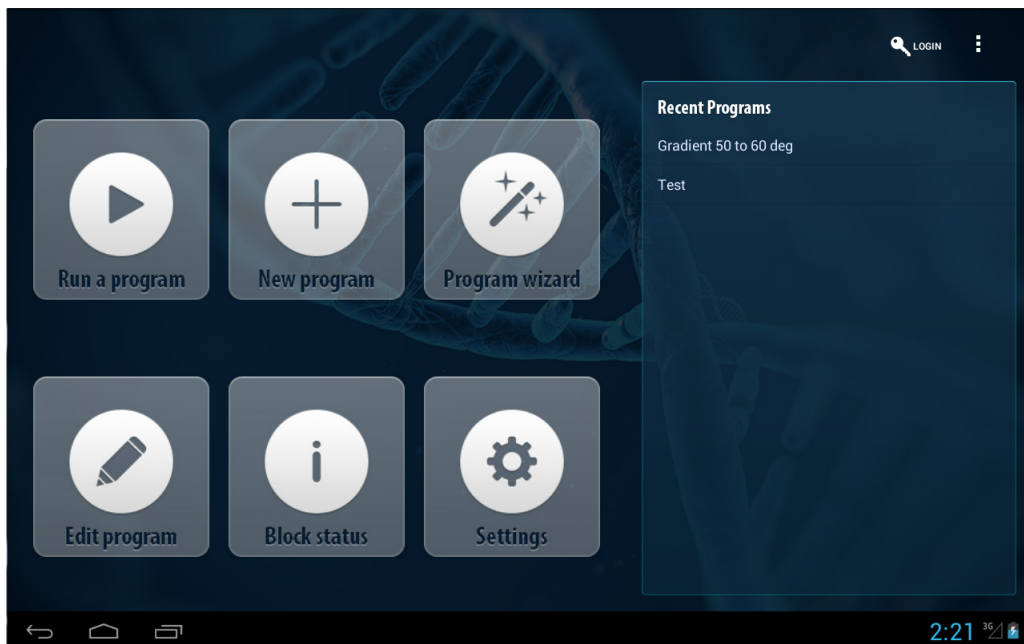 LOGIN
Recent Programs
Gradient 50 to 60 deg
Test
Run a program
New program
Program wizard
Edit program
Block status
Settings
2:21
3G